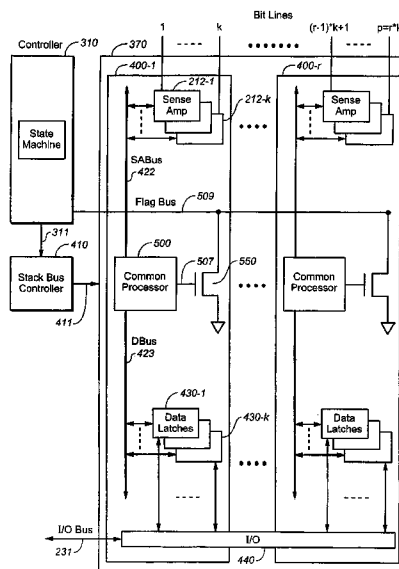 Bit Lines
Controller
310
370
1
k
(r-1)*k+1
p=r*k
400-1
400-r
212-1
Sense
Amp
212-k
Sense
Amp
State
Machine
SABus
422
Flag Bus
509
311
410
500
507
550
Stack Bus
Controller
411
Common
Processor
Common
Processor
DBus
423
430-1
Data
Latches
430-k
Data
Latches
I/O Bus
231
I/O
440